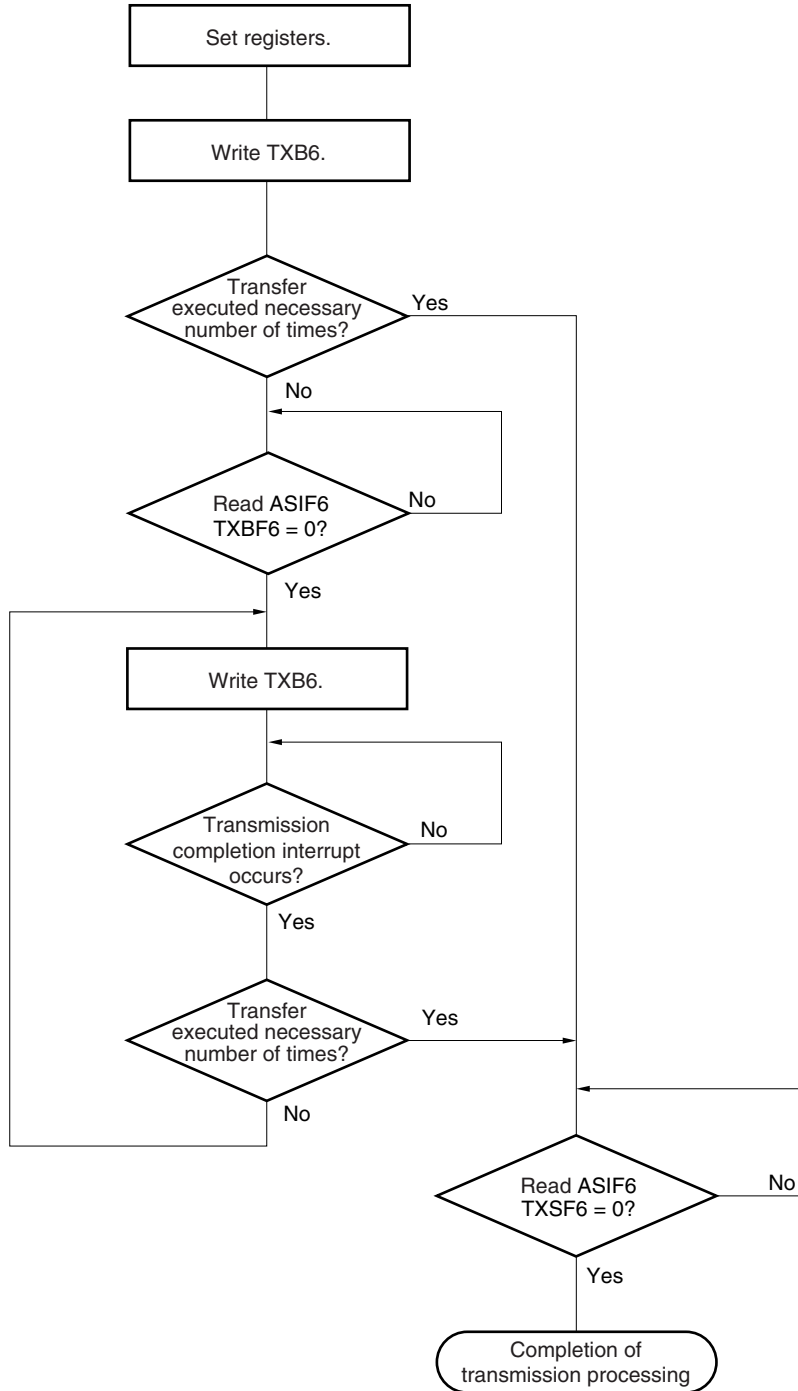 Set registers.
Write TXB6.
Transfer
executed necessary
number of times?
Yes
No
Read ASIF6
TXBF6 = 0?
No
Yes
Write TXB6.
Transmission
completion interrupt
occurs?
No
Yes
Transfer
executed necessary
number of times?
Yes
No
Read ASIF6
TXSF6 = 0?
No
Yes
Completion of
transmission processing